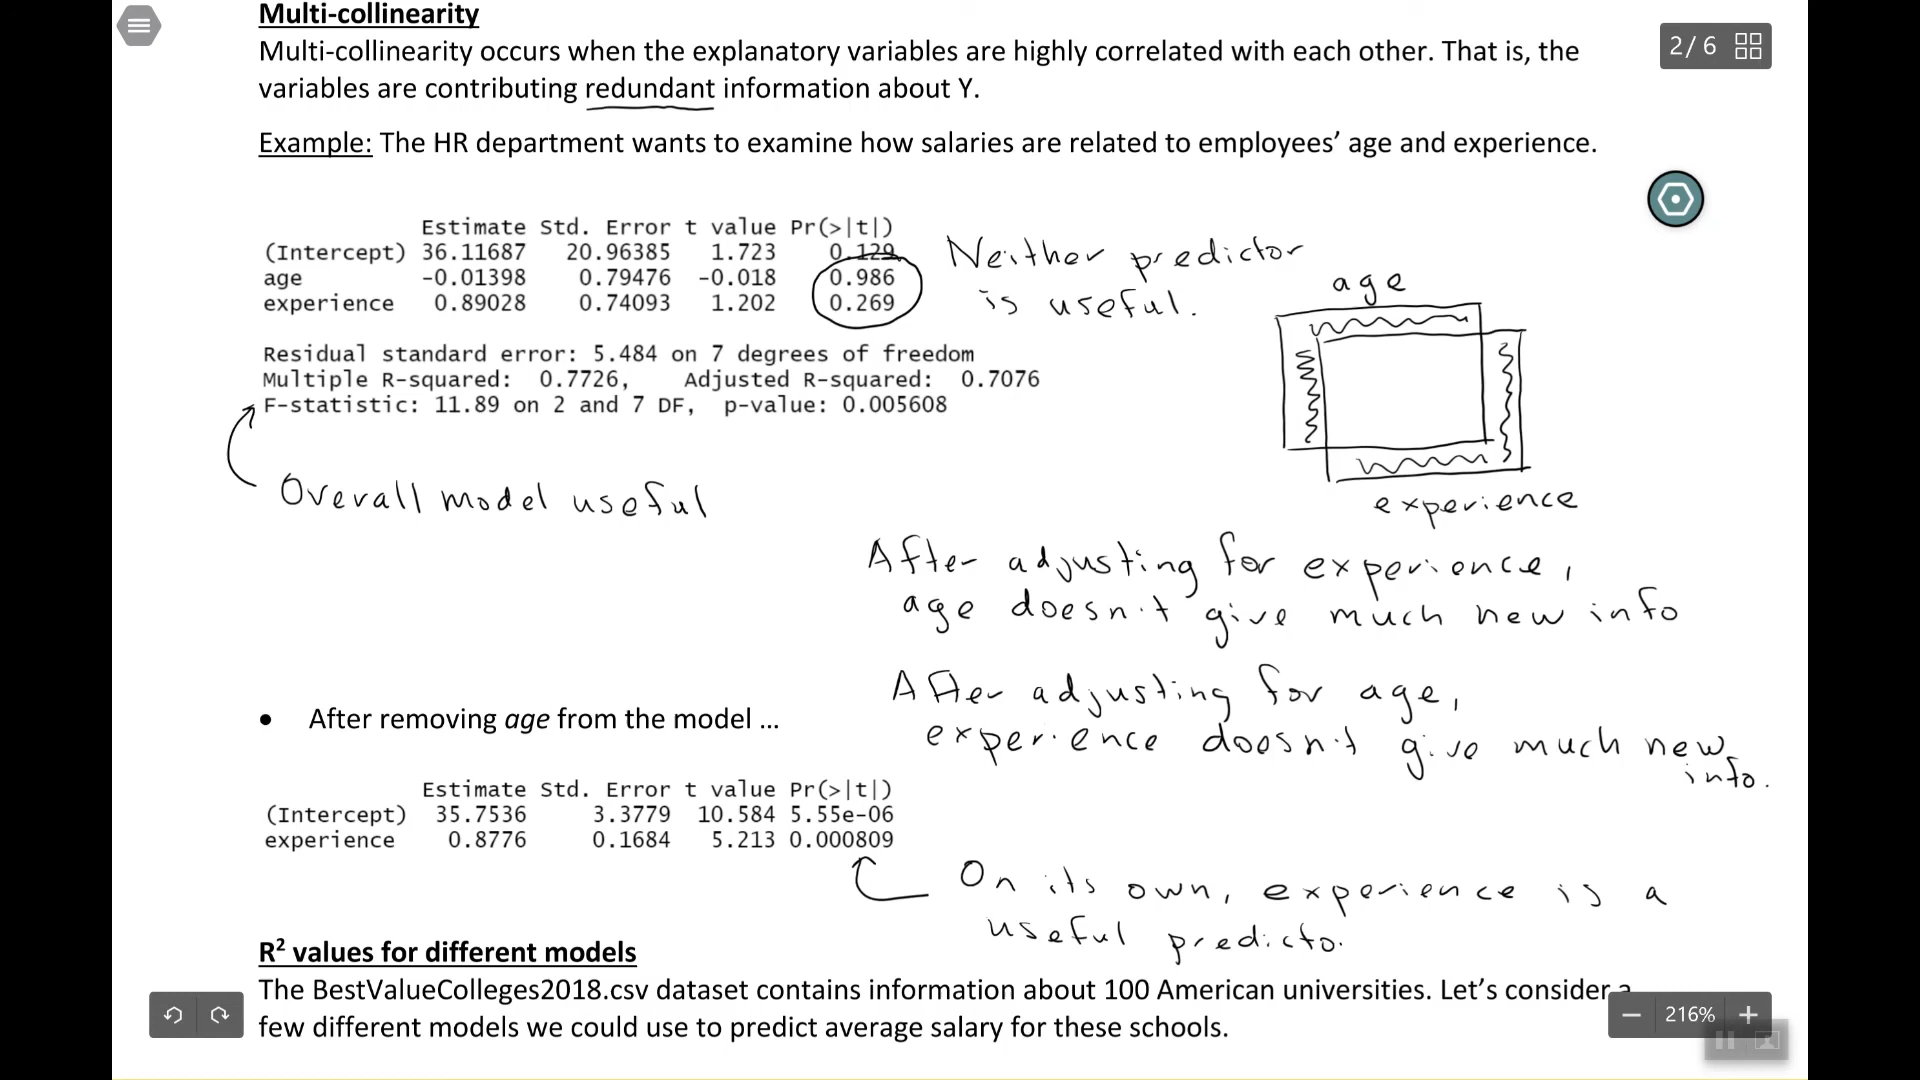 Multi-collinearity
Multi-collinearity occurs when the explanatory variables are highly correlated with each other. That is, the
variables are contributing redundant information about Y.
2/6
Example: The HR department wants to examine how salaries are related to employees’ age and experience.
Estimate Std. Error t value Pr(>|t|)
(Intercept) 36.11687 20.96385 1.723 0.129
age -0.01398 0.79476 -0.018 0.986
experience 0.89028 0.74093 1.202 0.269
Neither predictor
is useful.
age
experience
Residual standard error: 5.484 on 7 degrees of freedom
Multiple R-squared: 0.7726, Adjusted R-squared: 0.7076
F-statistic: 11.89 on 2 and 7 DF, p-value: 0.005608
Overall model useful
After adjusting for experience,
age doesn't give much new info
After adjusting for age,
experience doesn't give much new
info.
• After removing age from the model ...
Estimate Std. Error t value Pr(>|t|)
(Intercept) 35.7536 3.3779 10.584 5.55e-06
experience 0.8776 0.1684 5.213 0.000809
On its own, experience is a
useful predictor.
R² values for different models
The BestValueColleges2018.csv dataset contains information about 100 American universities. Let’s consider a
few different models we could use to predict average salary for these schools.
216%